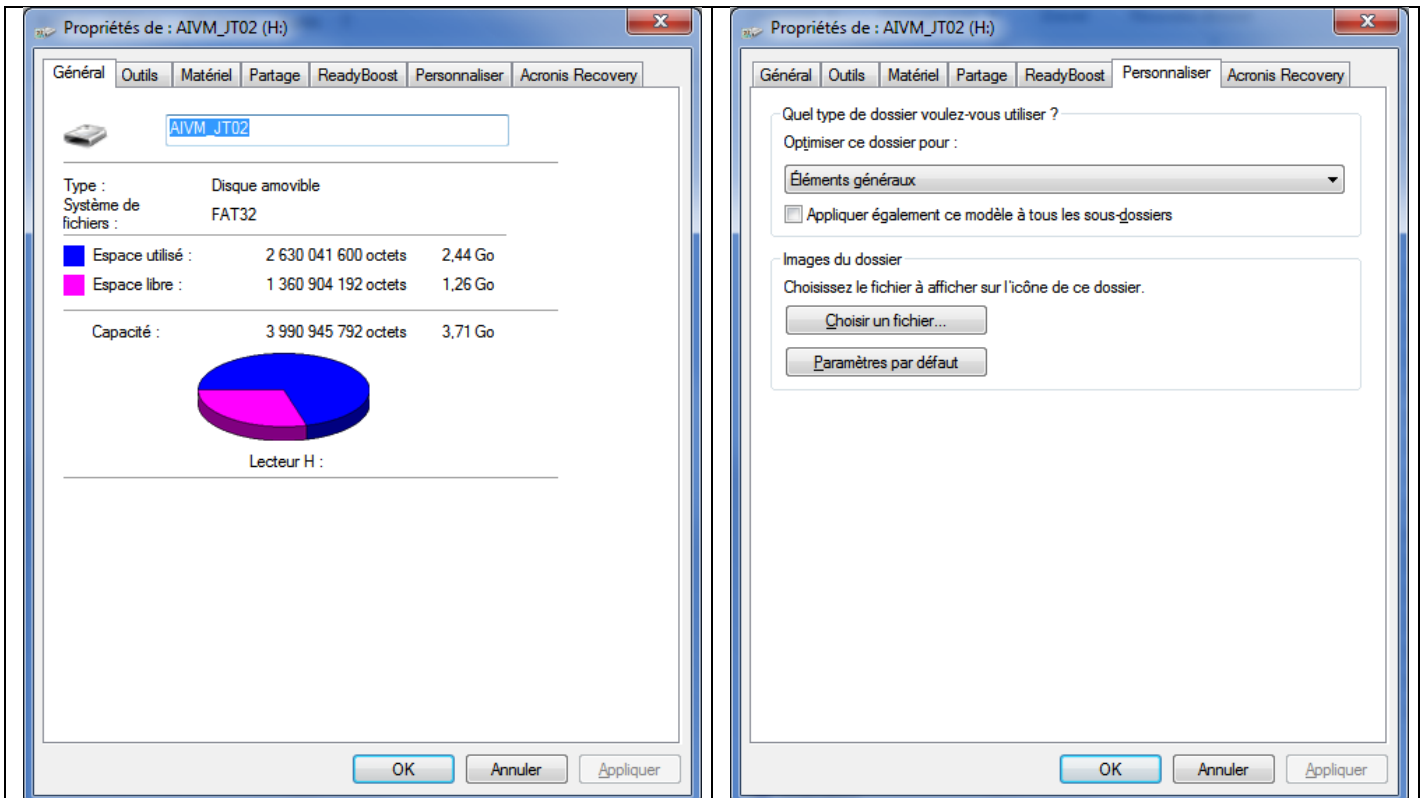 Propriétés de : AIVM_JT02 (H:)
Général Outils Matériel Partage ReadyBoost Personnaliser Acronis Recovery
AIVM_JT02
Type : Disque amovible
Système de fichiers : FAT32
Espace utilisé : 2 630 041 600 octets 2,44 Go
Espace libre : 1 360 904 192 octets 1,26 Go
Capacité : 3 990 945 792 octets 3,71 Go
Lecteur H :
OK Annuler Appliquer
Propriétés de : AIVM_JT02 (H:)
Général Outils Matériel Partage ReadyBoost Personnaliser Acronis Recovery
Quel type de dossier voulez-vous utiliser ?
Optimiser ce dossier pour :
Éléments généraux
Appliquer également ce modèle à tous les sous-dossiers
Images du dossier
Choisissez le fichier à afficher sur l'icône de ce dossier.
Choisir un fichier...
Paramètres par défaut
OK Annuler Appliquer